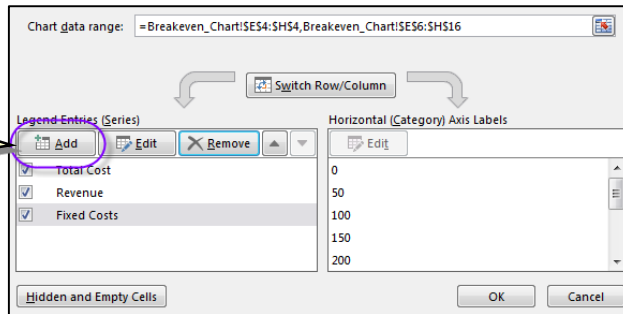 Chart data range: =Breakeven_Chart!$E$4:$H$4,Breakeven_Chart!$E$6:$H$16
Switch Row/Column
Legend Entries (Series)
Add Edit Remove
Total Cost
Revenue
Fixed Costs
Horizontal (Category) Axis Labels
Edit
0
50
100
150
200
Hidden and Empty Cells
OK Cancel